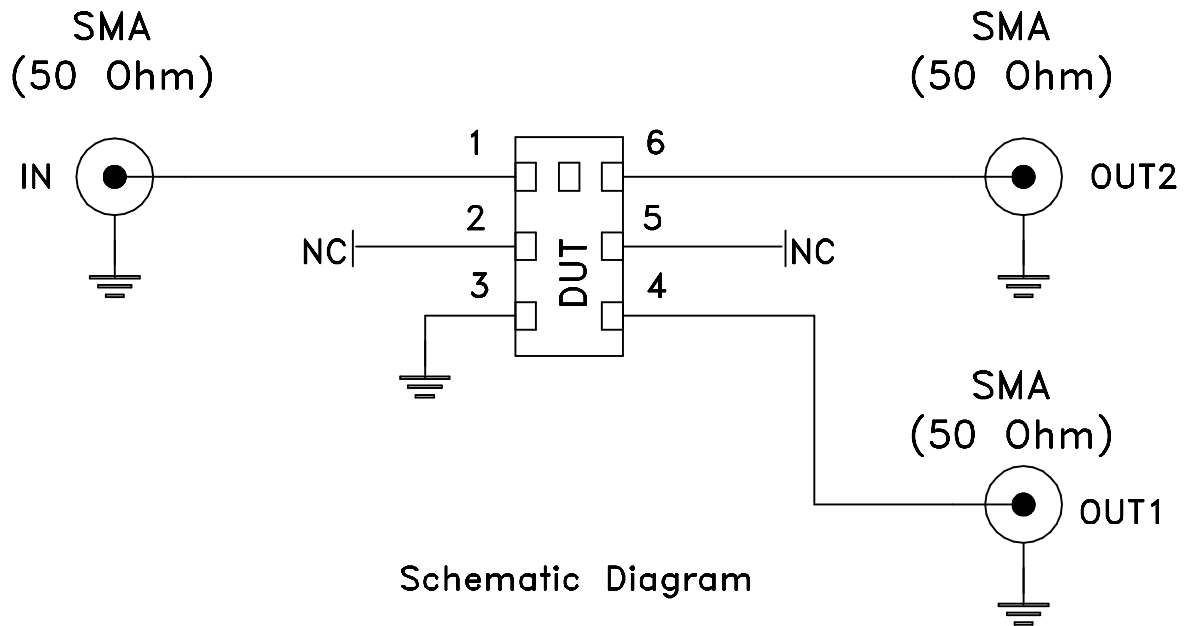 SMA
(50 Ohm)
SMA
(50 Ohm)
1
6
IN
OUT2
2
5
NC
NC
DUT
3
4
SMA
(50 Ohm)
OUT1
Schematic Diagram